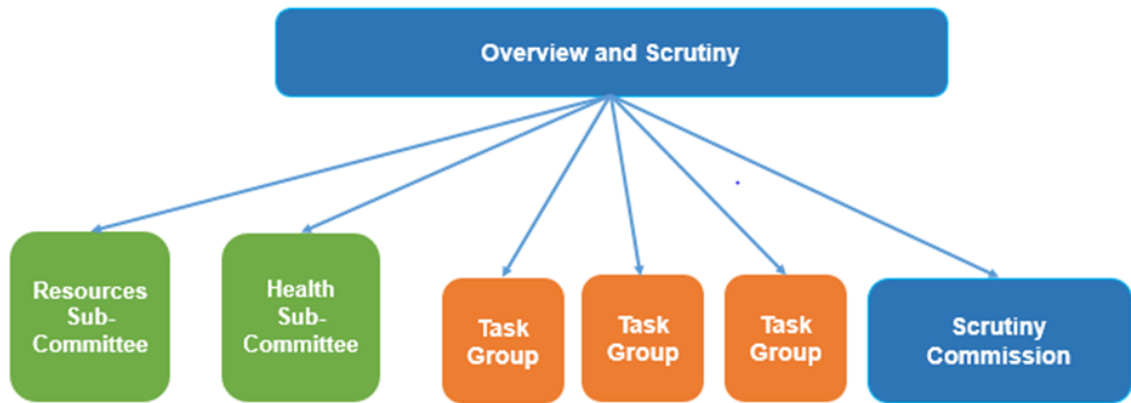 Overview and Scrutiny
Resources
Sub-
Committee
Health
Sub-
Committee
Task
Group
Task
Group
Task
Group
Scrutiny
Commission